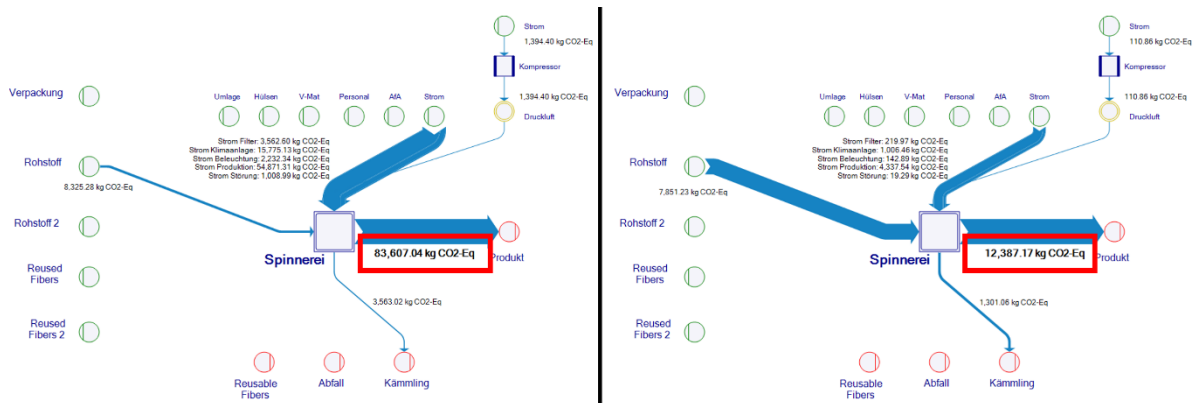 Strom
1,394.40 kg CO2-Eq
Kompressor
1,394.40 kg CO2-Eq
Druckluft
Verpackung
Umlage Hülsen V-Mat Personal AfA Strom
Strom Filter: 3,562.60 kg CO2-Eq
Strom Klimaanlage: 15,775.13 kg CO2-Eq
Strom Beleuchtung: 2,232.34 kg CO2-Eq
Strom Produktion: 54,871.31 kg CO2-Eq
Strom Störung: 1,008.99 kg CO2-Eq
Rohstoff
8,325.28 kg CO2-Eq
Rohstoff 2
83,607.04 kg CO2-Eq
Spinnerei
Produkt
Reused
Fibers
3,563.02 kg CO2-Eq
Reused
Fibers 2
Reusable
Fibers
Abfall
Kämmling
Strom
110.86 kg CO2-Eq
Kompressor
110.86 kg CO2-Eq
Druckluft
Verpackung
Umlage Hülsen V-Mat Personal AfA Strom
Strom Filter: 219.97 kg CO2-Eq
Strom Klimaanlage: 1,006.46 kg CO2-Eq
Strom Beleuchtung: 142.89 kg CO2-Eq
Strom Produktion: 4,337.54 kg CO2-Eq
Strom Störung: 19.29 kg CO2-Eq
Rohstoff
7,851.23 kg CO2-Eq
Rohstoff 2
12,387.17 kg CO2-Eq
Spinnerei
Produkt
Reused
Fibers
1,301.06 kg CO2-Eq
Reused
Fibers 2
Reusable
Fibers
Abfall
Kämmling